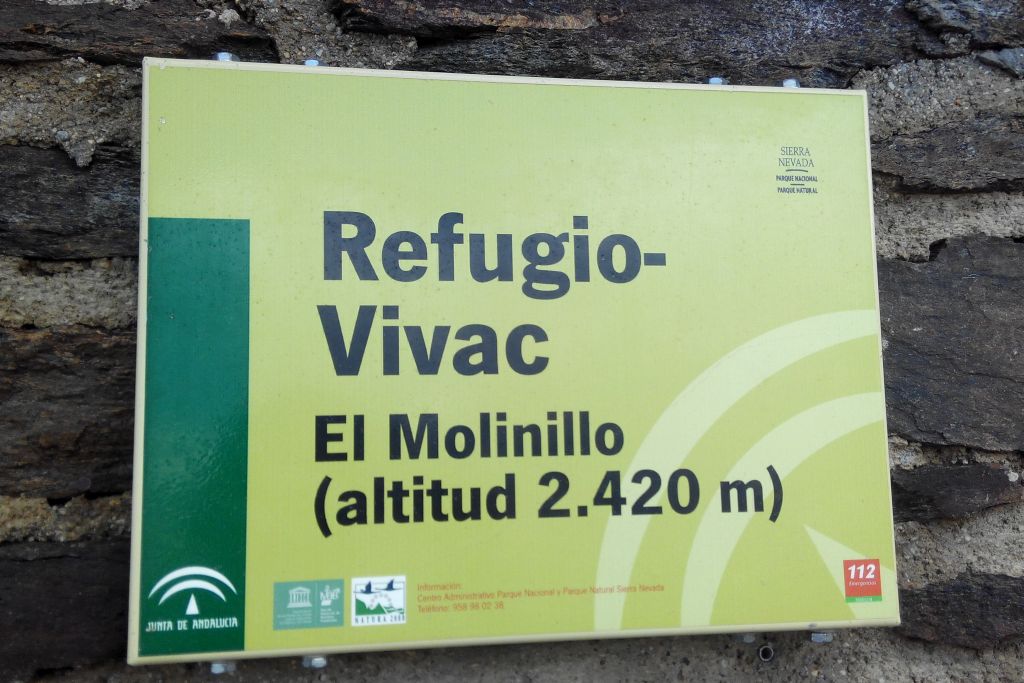 SIERRA
NEVADA
PARQUE NACIONAL
PARQUE NATURAL
Refugio-
Vivac
El Molinillo
(altitud 2.420 m)
JUNTA DE ANDALUCIA
NATURA 2000
Información:
Centro Administrativo Parque Nacional y Parque Natural Sierra Nevada
Teléfono: 958 98 02 38
112
Emergencias